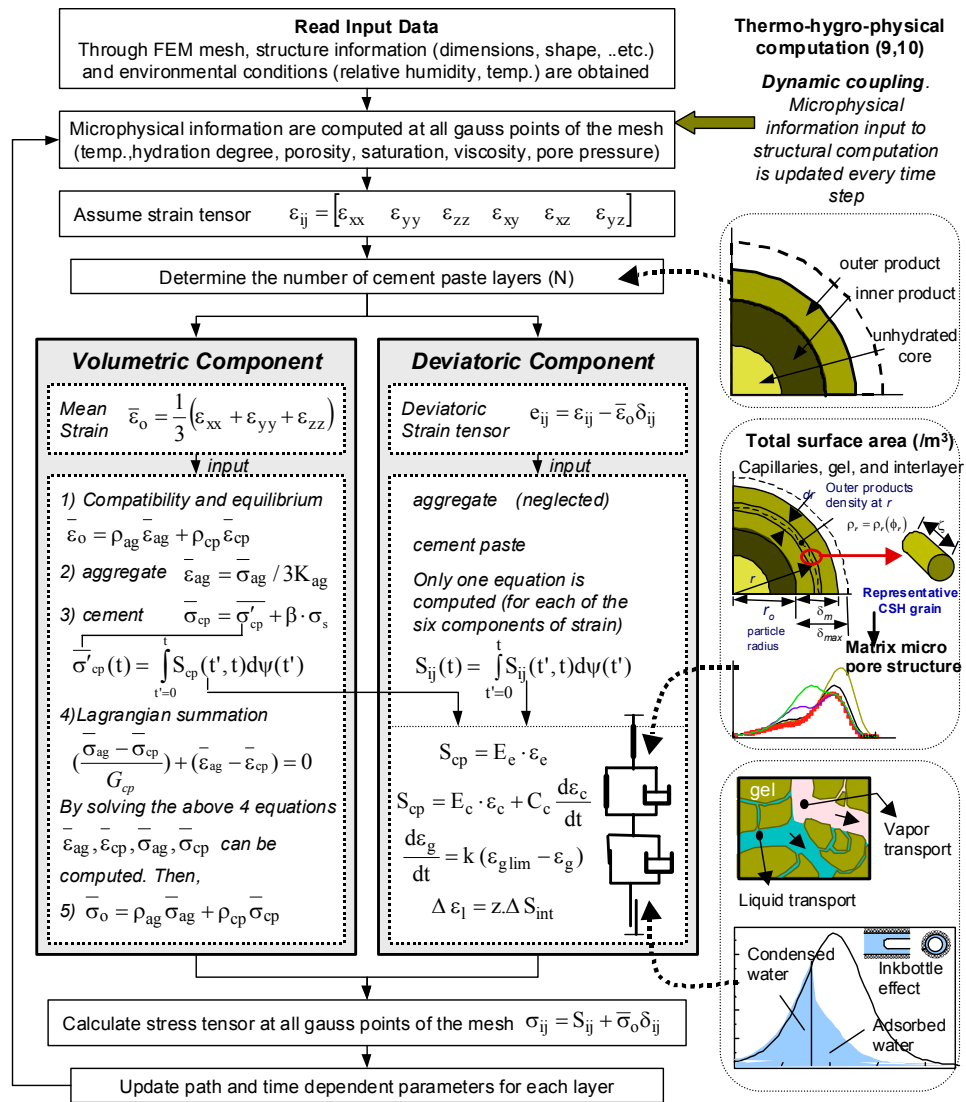 Read Input Data
Through FEM mesh, structure information (dimensions, shape, ..etc.)
and environmental conditions (relative humidity, temp.) are obtained
Microphysical information are computed at all gauss points of the mesh
(temp.,hydration degree, porosity, saturation, viscosity, pore pressure)
Assume strain tensor ε_ij = [ε_xx ε_yy ε_zz ε_xy ε_xz ε_yz]
Determine the number of cement paste layers (N)
Volumetric Component
Mean
Strain
ε̅_o = 1/3 (ε_xx + ε_yy + ε_zz)
input
1) Compatibility and equilibrium
ε̅_o = ρ_ag ε̅_ag + ρ_cp ε̅_cp
2) aggregate ε̅_ag = σ̅_ag / 3K_ag
3) cement σ̅_cp = σ̅'_cp + β · σ_s
σ̅'_cp(t) = ∫_{t'=0}^{t} S_cp(t', t)dψ(t')
4)Lagrangian summation
((σ̅_ag − σ̅_cp)/G_cp) + (ε̅_ag − ε̅_cp) = 0
By solving the above 4 equations
ε̅_ag, ε̅_cp, σ̅_ag, σ̅_cp can be
computed. Then,
5) σ̅_o = ρ_ag σ̅_ag + ρ_cp σ̅_cp
Deviatoric Component
Deviatoric
Strain tensor
e_ij = ε_ij − ε̅_o δ_ij
input
aggregate (neglected)
cement paste
Only one equation is
computed (for each of the
six components of strain)
S_ij(t) = ∫_{t'=0}^{t} S_ij(t', t)dψ(t')
S_cp = E_e · ε_e
S_cp = E_c · ε_c + C_c dε_c/dt
dε_g/dt = k (ε_g lim − ε_g)
Δ ε_l = z.Δ S_int
Calculate stress tensor at all gauss points of the mesh σ_ij = S_ij + σ̅_o δ_ij
Update path and time dependent parameters for each layer
Thermo-hygro-physical
computation (9,10)
Dynamic coupling.
Microphysical
information input to
structural computation
is updated every time
step
outer product
inner product
unhydrated
core
Total surface area (/m³)
Capillaries, gel, and interlayer
dr
Outer products
density at r
ρ_r = ρ_r(ϕ_r)
ζ
r
r_o
δ_m
δ_max
particle
radius
Representative
CSH grain
Matrix micro
pore structure
gel
Vapor
transport
Liquid transport
Condensed
water
Inkbottle
effect
Adsorbed
water